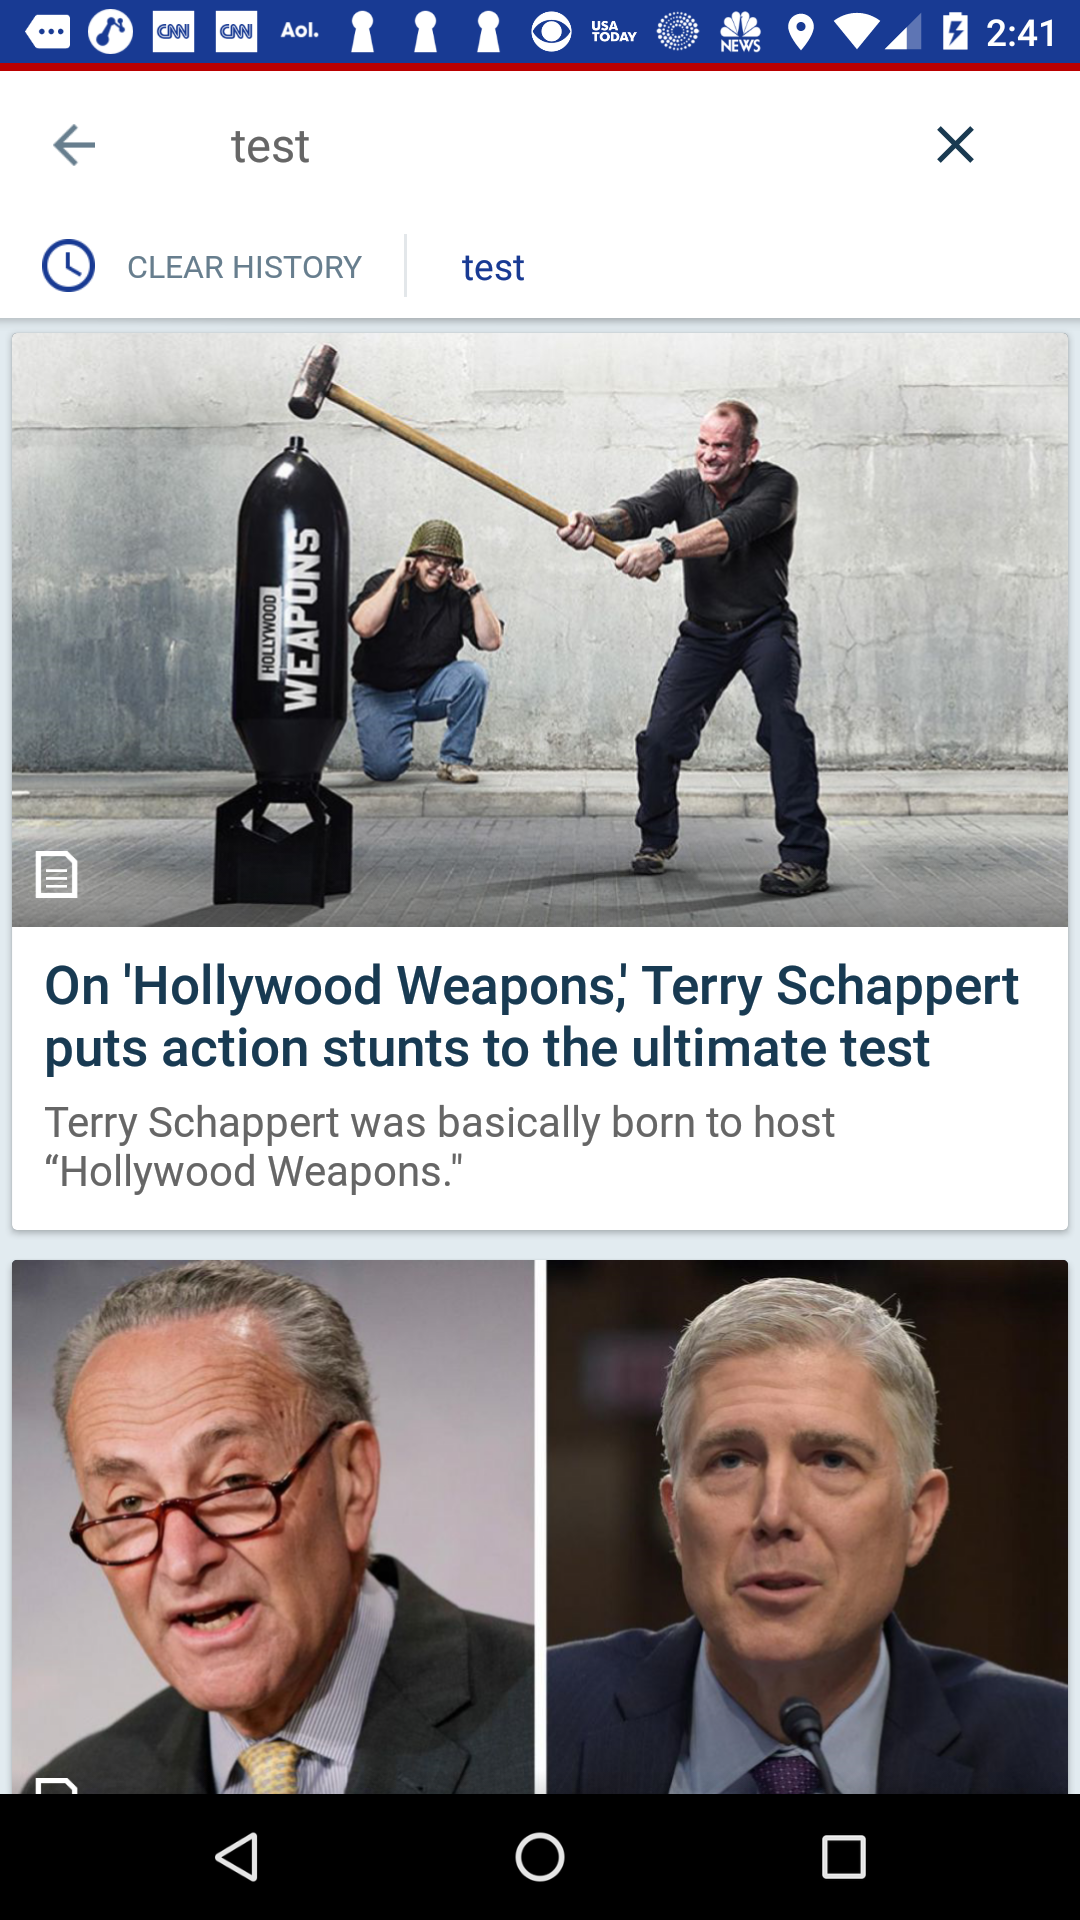 CNN CNN Aol. USA TODAY NEWS 2:41
test
CLEAR HISTORY test
HOLLYWOOD
WEAPONS
On 'Hollywood Weapons,' Terry Schappert
puts action stunts to the ultimate test
Terry Schappert was basically born to host
“Hollywood Weapons."